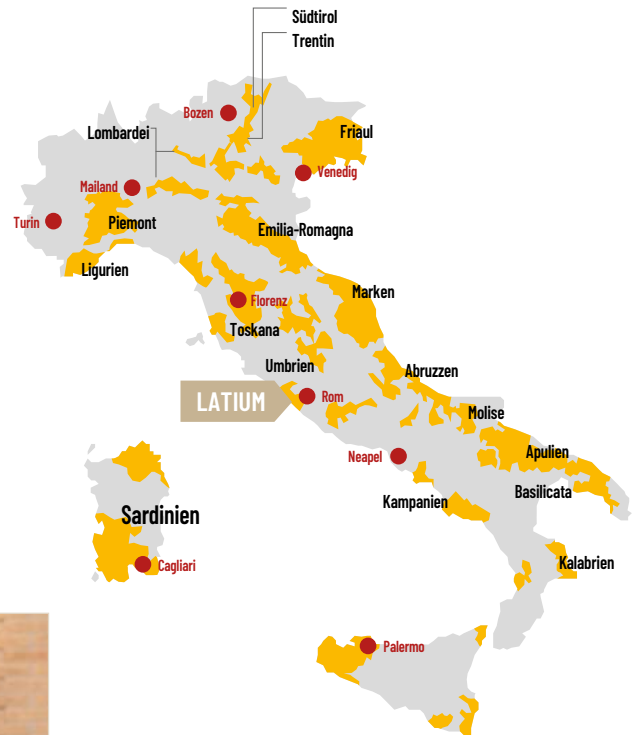 Südtirol
Trentin
Bozen
Lombardei
Friaul
Venedig
Mailand
Turin
Piemont
Emilia-Romagna
Ligurien
Marken
Florenz
Toskana
Umbrien
Abruzzen
LATIUM
Rom
Molise
Neapel
Apulien
Basilicata
Kampanien
Sardinien
Kalabrien
Cagliari
Palermo